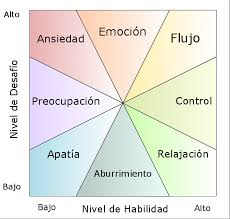 Alto
Ansiedad
Emoción
Flujo
Preocupación
Control
Apatía
Aburrimiento
Relajación
Nivel de Desafío
Bajo
Bajo
Nivel de Habilidad
Alto